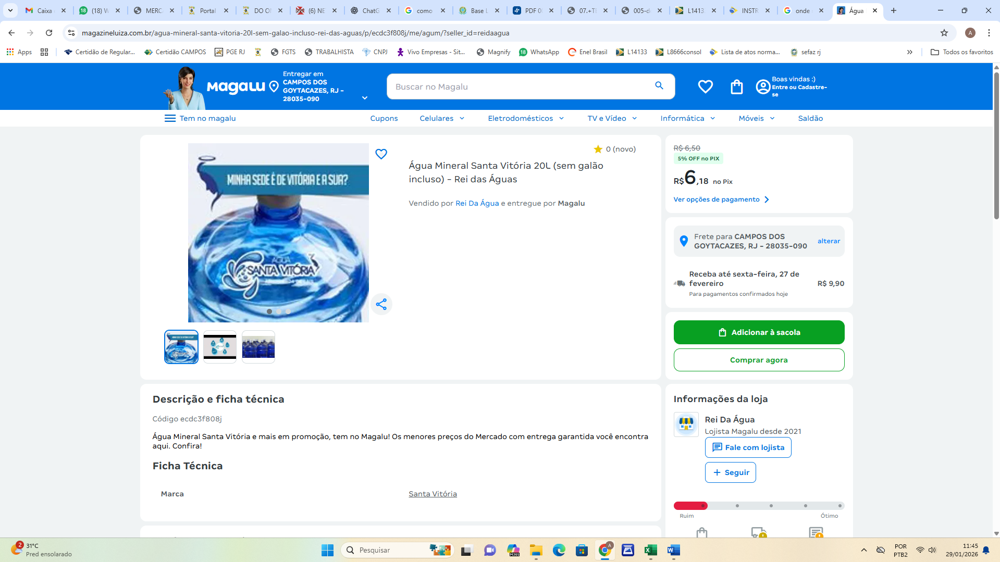 Caixa
(18) W
MERC
Portal
DO OI
(6) NE
ChatG
como
Base L
PDF 00
07.+TE
005-d
L1413
INSTR
onde
Água
magazineluiza.com.br/agua-mineral-santa-vitoria-20l-sem-galao-incluso-rei-das-aguas/p/ecdc3f808j/me/agum/?seller_id=reidaagua
A
Apps
Certidão de Regular...
Certidão CAMPOS
PGE RJ
FGTS
TRABALHISTA
CNPJ
Vivo Empresas - Sit...
Magnify
18 WhatsApp
Enel Brasil
L14133
L8666consol
Lista de atos norma...
sefaz rj
Todos os favoritos
Magalu
Entregar em
CAMPOS DOS
GOYTACAZES, RJ -
28035-090
Buscar no Magalu
Boas vindas :)
Entre ou Cadastre-
se
Tem no magalu
Cupons
Celulares
Eletrodomésticos
TV e Vídeo
Informática
Móveis
Saldão
MINHA SEDE É DE VITÓRIA E A SUA?
ÁGUA
SANTA VITÓRIA
0 (novo)
Água Mineral Santa Vitória 20L (sem galão
incluso) - Rei das Águas
Vendido por Rei Da Água e entregue por Magalu
R$ 6,50
5% OFF no PIX
R$6,18 no Pix
Ver opções de pagamento
Frete para CAMPOS DOS
GOYTACAZES, RJ - 28035-090
alterar
Receba até sexta-feira, 27 de
fevereiro
R$ 9,90
Para pagamentos confirmados hoje
Adicionar à sacola
Comprar agora
Descrição e ficha técnica
Código ecdc3f808j
Água Mineral Santa Vitória e mais em promoção, tem no Magalu! Os menores preços do Mercado com entrega garantida você encontra
aqui. Confira!
Ficha Técnica
Marca
Santa Vitória
Informações da loja
Rei Da Água
Lojista Magalu desde 2021
Fale com lojista
+ Seguir
Ruim
Ótimo
2
31°C
Pred ensolarado
Pesquisar
M365
A
POR
PTB2
11:45
29/01/2026